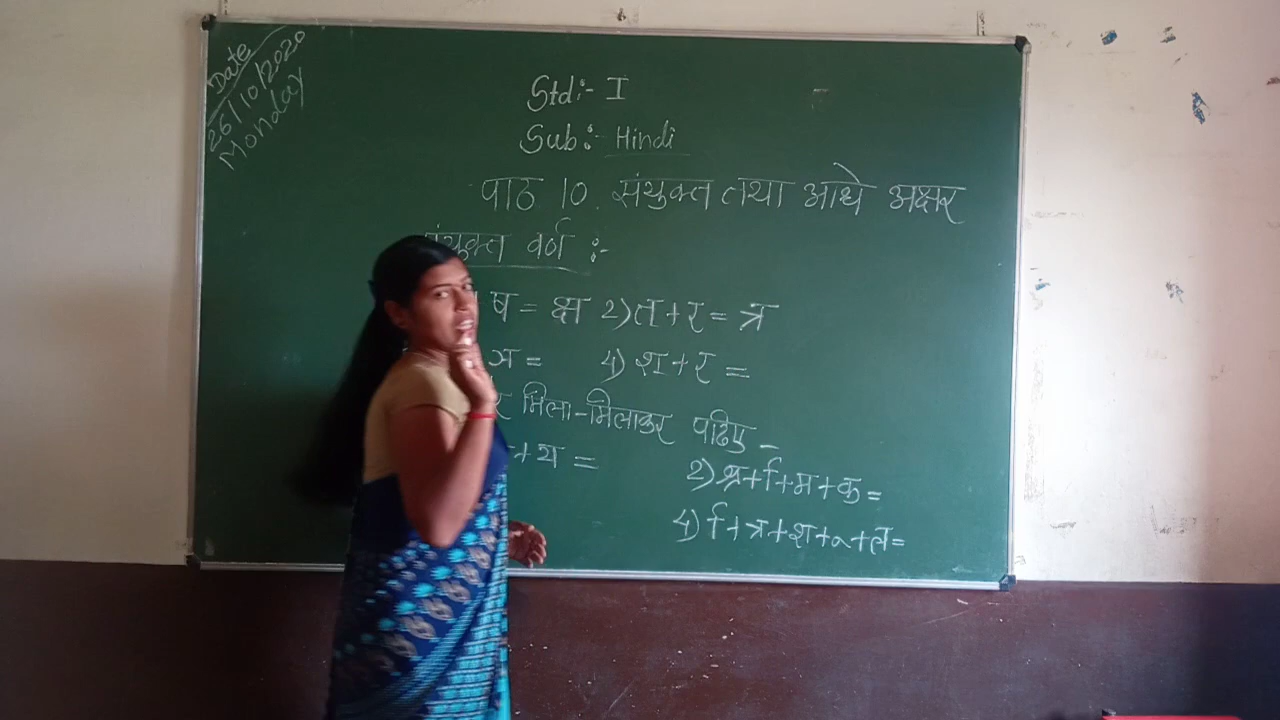 Date
26/10/2020
Monday
Std:- I
Sub:- Hindi
पाठ 10. संयुक्त तथा आधे अक्षर
संयुक्त वर्ण :-
ष = क्ष 2) त + र = त्र
ञ = 4) श + र =
र मिला-मिलाकर पढिए -
+ य = 2) श्र + ि + म + क =
4) ि + त्र + श + ू + ल =